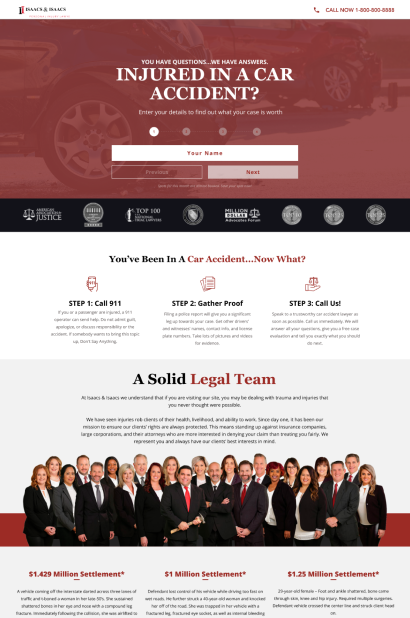 ISAACS & ISAACS
CALL NOW 1-800-800-8888
YOU HAVE QUESTIONS...WE HAVE ANSWERS.
INJURED IN A CAR
ACCIDENT?
Enter your details to find out what your case is worth
1 2 3 4
Your Name
Previous Next
JUSTICE
TOP 100
MILLION
DOLLAR
Advocates Forum
You've Been In A Car Accident...Now What?
STEP 1: Call 911
If you or a passenger are injured, a 911
operator can send help. Do not admit guilt,
apologize, or discuss responsibility or the
accident. If somebody wants to bring this topic
up, Don't Say Anything.
STEP 2: Gather Proof
Filing a police report will give you a significant
leg up towards your case. Get other drivers'
and witnesses' names, contact info, and license
plate numbers. Take lots of pictures and videos
for evidence.
STEP 3: Call Us!
Speak to a trustworthy car accident lawyer as
soon as possible. Call us immediately. We will
answer all your questions, give you a free case
evaluation and tell you exactly what you should
do next.
A Solid Legal Team
At Isaacs & Isaacs we understand that if you are visiting our site, you may be dealing with trauma and injuries that
you never thought were possible.
We have seen injuries rob clients of their health, livelihood, and ability to work. Since day one, it has been our
mission to ensure our clients' rights are always protected. This means standing up against insurance companies,
large corporations, and their attorneys who are more interested in denying your claim than treating you fairly. We
represent you and always have our clients' best interests in mind.
$1.429 Million Settlement*
A vehicle coming off the interstate darted across three lanes of
traffic and t-boned a woman in her late 30's. She sustained
shattered bones in her eye and nose with a compound leg
fracture. Immediately following the collision, she was airlifted to
$1 Million Settlement*
Defendant lost control of his vehicle while driving too fast on
wet roads. He further struck a 40-year-old woman and knocked
her off of the road. She was trapped in her vehicle with a
fractured leg, fractured eye socket, as well as internal bleeding
$1.25 Million Settlement*
29-year-old female – Foot and ankle shattered, bone came
through skin, knee and hip injury. Required multiple surgeries.
Defendant vehicle crossed the center line and struck client head
on